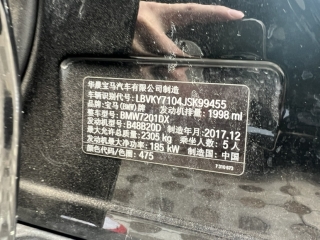 华晨宝马汽车有限公司制造
车辆识别代号: LBVKY7104JSK99455
品牌: 宝马(BMW)牌 发动机排量: 1998 ml
整车型号: BMW7201DX
发动机型号: B48B20D 制造年月: 2017.12
最大允许总质量: 2305 kg 乘坐人数: 5 人
发动机最大净功率: 185 kW 制造国: 中国
颜色代码/色漆: 475